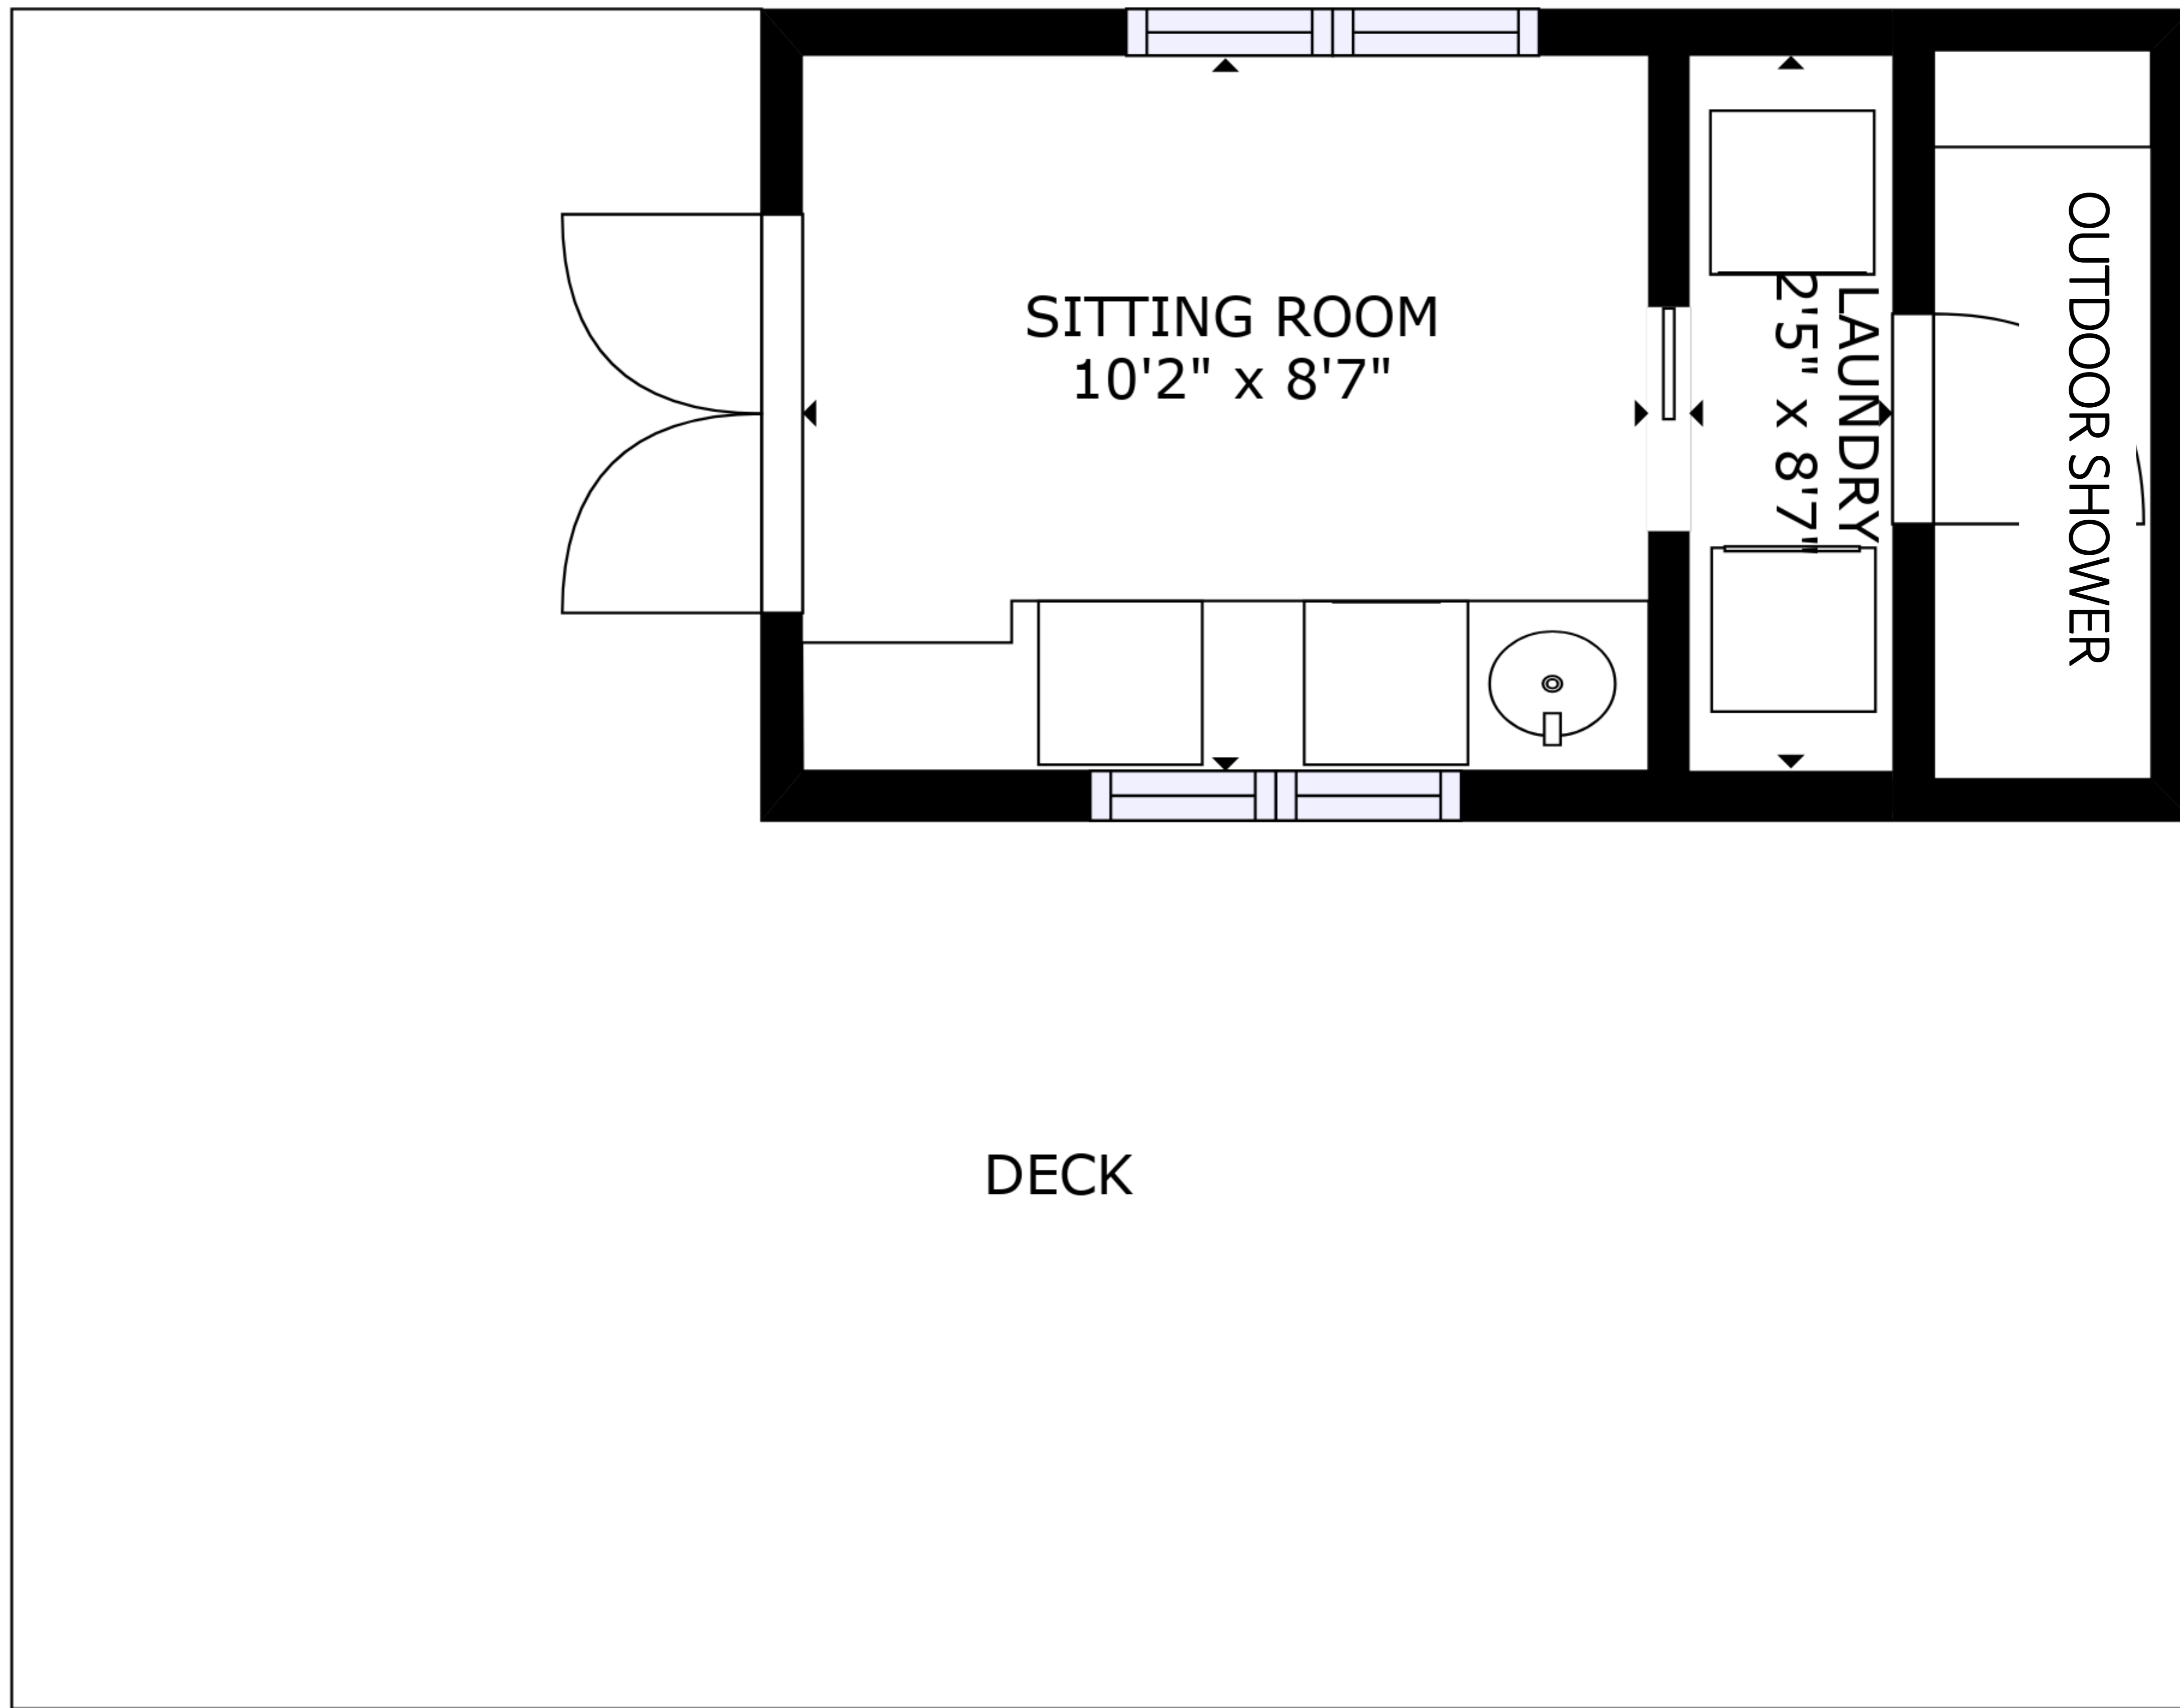 SITTING ROOM
10'2" x 8'7"
LAUNDRY
2'5" x 8'7"
OUTDOOR SHOWER
DECK